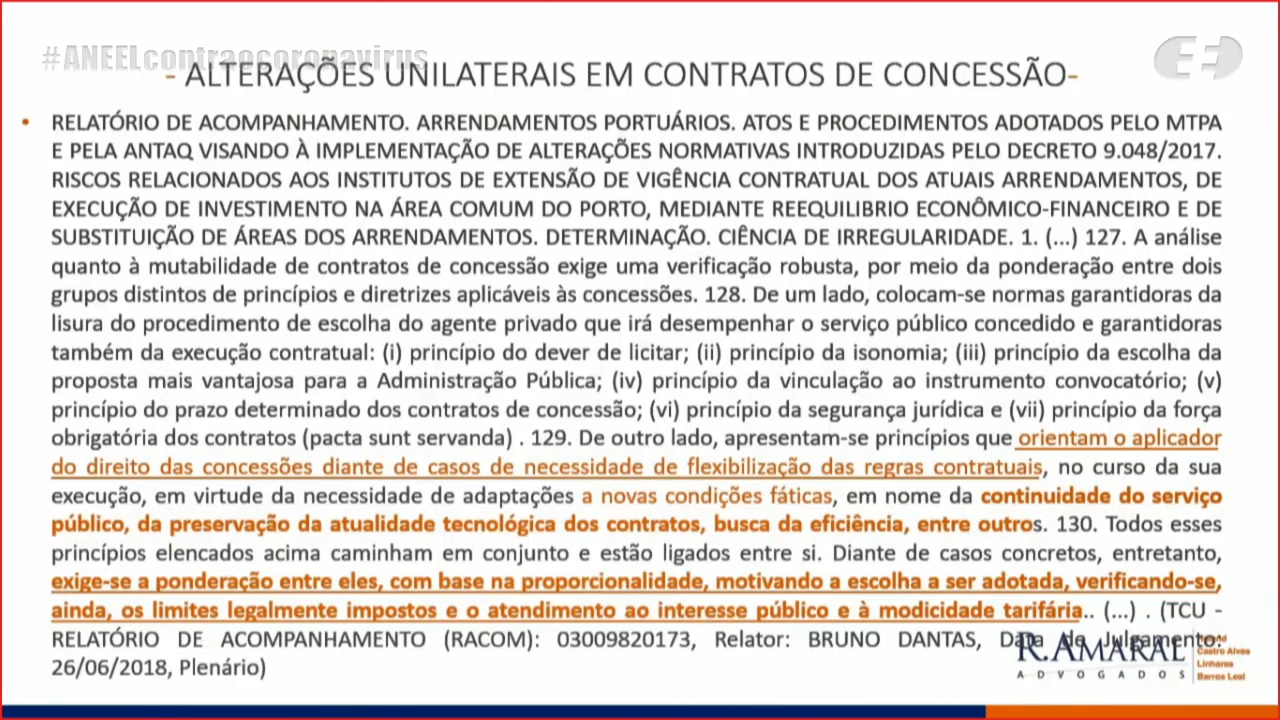 #ANEELcontraocoronavirus
- ALTERAÇÕES UNILATERAIS EM CONTRATOS DE CONCESSÃO-
• RELATÓRIO DE ACOMPANHAMENTO. ARRENDAMENTOS PORTUÁRIOS. ATOS E PROCEDIMENTOS ADOTADOS PELO MTPA
E PELA ANTAQ VISANDO À IMPLEMENTAÇÃO DE ALTERAÇÕES NORMATIVAS INTRODUZIDAS PELO DECRETO 9.048/2017.
RISCOS RELACIONADOS AOS INSTITUTOS DE EXTENSÃO DE VIGÊNCIA CONTRATUAL DOS ATUAIS ARRENDAMENTOS, DE
EXECUÇÃO DE INVESTIMENTO NA ÁREA COMUM DO PORTO, MEDIANTE REEQUILIBRIO ECONÔMICO-FINANCEIRO E DE
SUBSTITUIÇÃO DE ÁREAS DOS ARRENDAMENTOS. DETERMINAÇÃO. CIÊNCIA DE IRREGULARIDADE. 1. (...) 127. A análise
quanto à mutabilidade de contratos de concessão exige uma verificação robusta, por meio da ponderação entre dois
grupos distintos de princípios e diretrizes aplicáveis às concessões. 128. De um lado, colocam-se normas garantidoras da
lisura do procedimento de escolha do agente privado que irá desempenhar o serviço público concedido e garantidoras
também da execução contratual: (i) princípio do dever de licitar; (ii) princípio da isonomia; (iii) princípio da escolha da
proposta mais vantajosa para a Administração Pública; (iv) princípio da vinculação ao instrumento convocatório; (v)
princípio do prazo determinado dos contratos de concessão; (vi) princípio da segurança jurídica e (vii) princípio da força
obrigatória dos contratos (pacta sunt servanda) . 129. De outro lado, apresentam-se princípios que orientam o aplicador
do direito das concessões diante de casos de necessidade de flexibilização das regras contratuais, no curso da sua
execução, em virtude da necessidade de adaptações a novas condições fáticas, em nome da continuidade do serviço
público, da preservação da atualidade tecnológica dos contratos, busca da eficiência, entre outros. 130. Todos esses
princípios elencados acima caminham em conjunto e estão ligados entre si. Diante de casos concretos, entretanto,
exige-se a ponderação entre eles, com base na proporcionalidade, motivando a escolha a ser adotada, verificando-se,
ainda, os limites legalmente impostos e o atendimento ao interesse público e à modicidade tarifária.. (...) . (TCU -
RELATÓRIO DE ACOMPANHAMENTO (RACOM): 03009820173, Relator: BRUNO DANTAS, Data de Julgamento:
26/06/2018, Plenário)
R.AMARAL
ADVOGADOS
Castro Alves
Linhares
Barros Leal